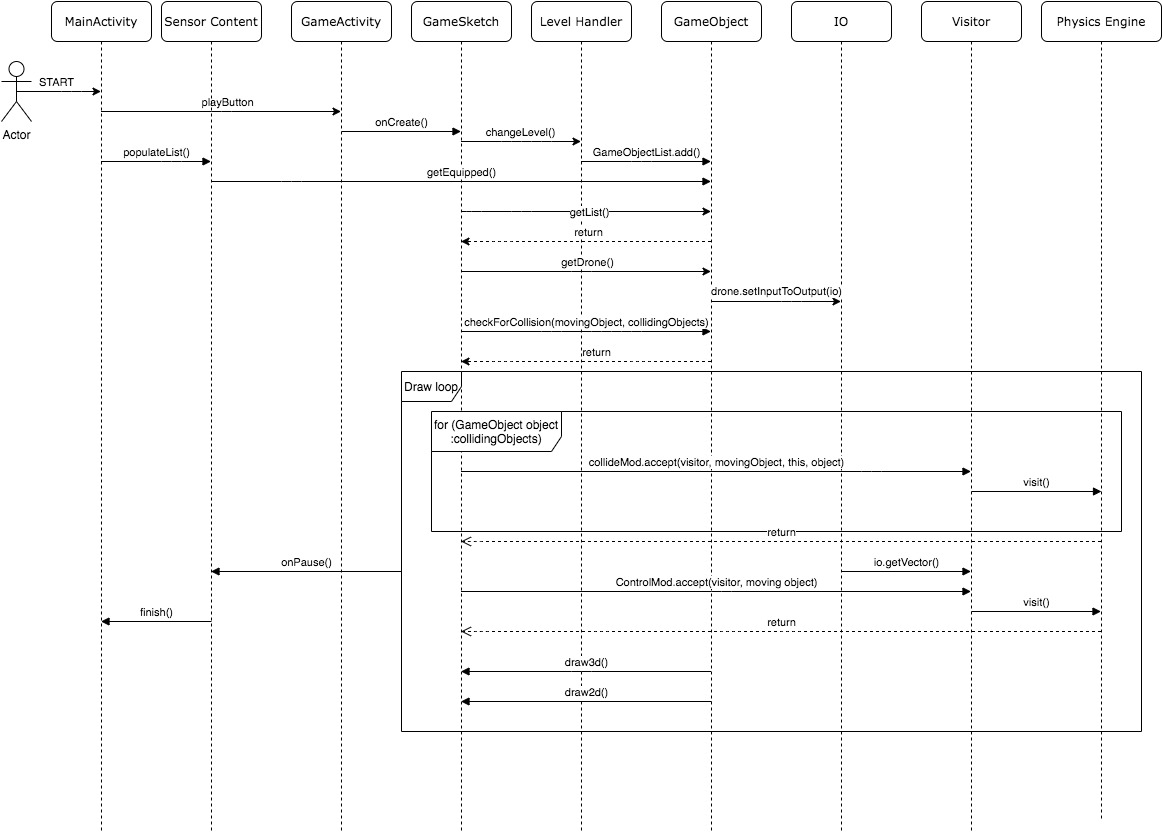 MainActivity
Sensor Content
GameActivity
GameSketch
Level Handler
GameObject
IO
Visitor
Physics Engine
START
Actor
playButton
onCreate()
changeLevel()
populateList()
GameObjectList.add()
getEquipped()
getList()
return
getDrone()
drone.setInputToOutput(io)
checkForCollision(movingObject, collidingObjects)
return
Draw loop
for (GameObject object
:collidingObjects)
collideMod.accept(visitor, movingObject, this, object)
visit()
return
onPause()
io.getVector()
ControlMod.accept(visitor, moving object)
visit()
finish()
return
draw3d()
draw2d()